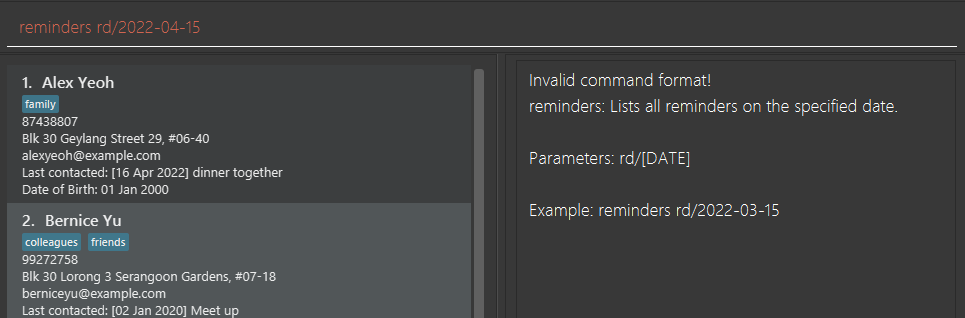 reminders rd/2022-04-15
1. Alex Yeoh
family
87438807
Blk 30 Geylang Street 29, #06-40
alexyeoh@example.com
Last contacted: [16 Apr 2022] dinner together
Date of Birth: 01 Jan 2000
2. Bernice Yu
colleagues friends
99272758
Blk 30 Lorong 3 Serangoon Gardens, #07-18
berniceyu@example.com
Last contacted: [02 Jan 2020] Meet up
Invalid command format!
reminders: Lists all reminders on the specified date.
Parameters: rd/[DATE]
Example: reminders rd/2022-03-15